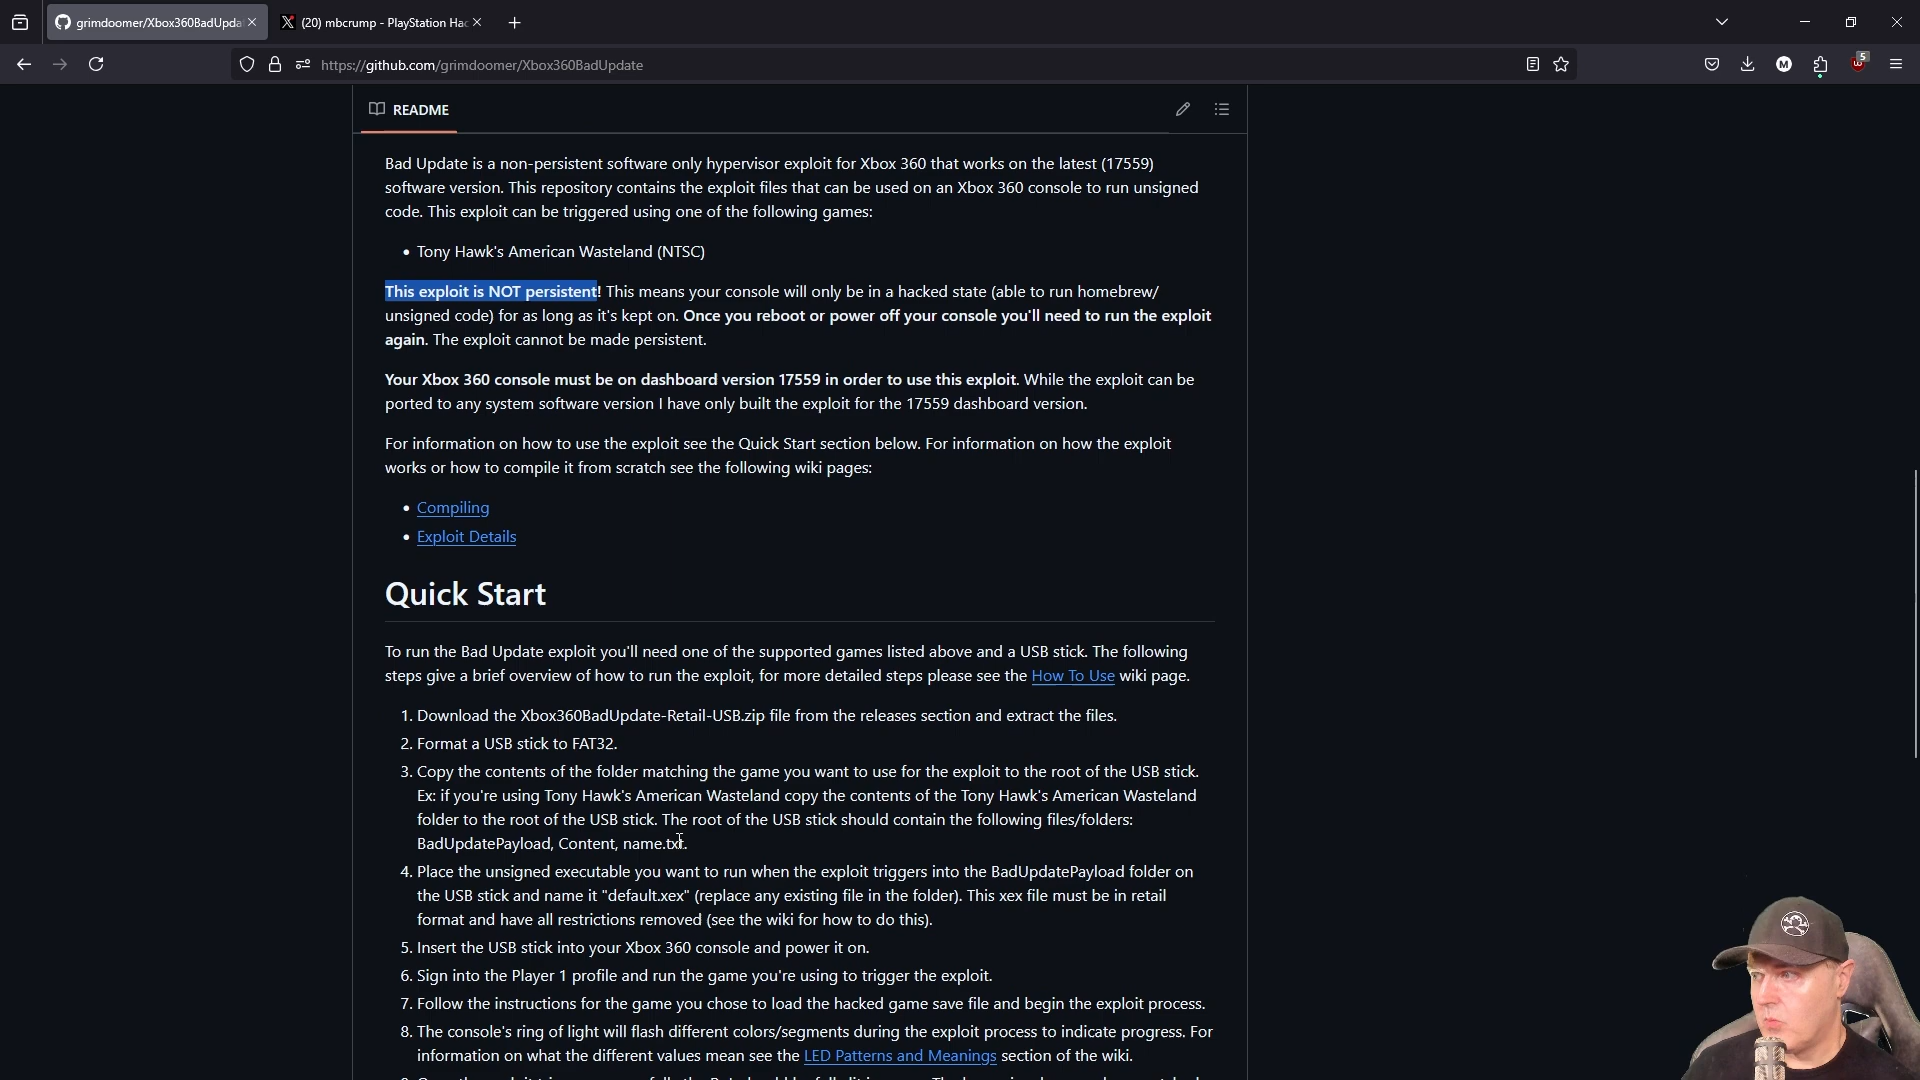 grimdoomer/Xbox360BadUpda
(20) mbcrump - PlayStation Hac
https://github.com/grimdoomer/Xbox360BadUpdate
M
5
README
Bad Update is a non-persistent software only hypervisor exploit for Xbox 360 that works on the latest (17559)
software version. This repository contains the exploit files that can be used on an Xbox 360 console to run unsigned
code. This exploit can be triggered using one of the following games:
• Tony Hawk's American Wasteland (NTSC)
This exploit is NOT persistent! This means your console will only be in a hacked state (able to run homebrew/
unsigned code) for as long as it's kept on. Once you reboot or power off your console you'll need to run the exploit
again. The exploit cannot be made persistent.
Your Xbox 360 console must be on dashboard version 17559 in order to use this exploit. While the exploit can be
ported to any system software version I have only built the exploit for the 17559 dashboard version.
For information on how to use the exploit see the Quick Start section below. For information on how the exploit
works or how to compile it from scratch see the following wiki pages:
• Compiling
• Exploit Details
Quick Start
To run the Bad Update exploit you'll need one of the supported games listed above and a USB stick. The following
steps give a brief overview of how to run the exploit, for more detailed steps please see the How To Use wiki page.
1. Download the Xbox360BadUpdate-Retail-USB.zip file from the releases section and extract the files.
2. Format a USB stick to FAT32.
3. Copy the contents of the folder matching the game you want to use for the exploit to the root of the USB stick.
Ex: if you're using Tony Hawk's American Wasteland copy the contents of the Tony Hawk's American Wasteland
folder to the root of the USB stick. The root of the USB stick should contain the following files/folders:
BadUpdatePayload, Content, name.txt.
4. Place the unsigned executable you want to run when the exploit triggers into the BadUpdatePayload folder on
the USB stick and name it "default.xex" (replace any existing file in the folder). This xex file must be in retail
format and have all restrictions removed (see the wiki for how to do this).
5. Insert the USB stick into your Xbox 360 console and power it on.
6. Sign into the Player 1 profile and run the game you're using to trigger the exploit.
7. Follow the instructions for the game you chose to load the hacked game save file and begin the exploit process.
8. The console's ring of light will flash different colors/segments during the exploit process to indicate progress. For
information on what the different values mean see the LED Patterns and Meanings section of the wiki.